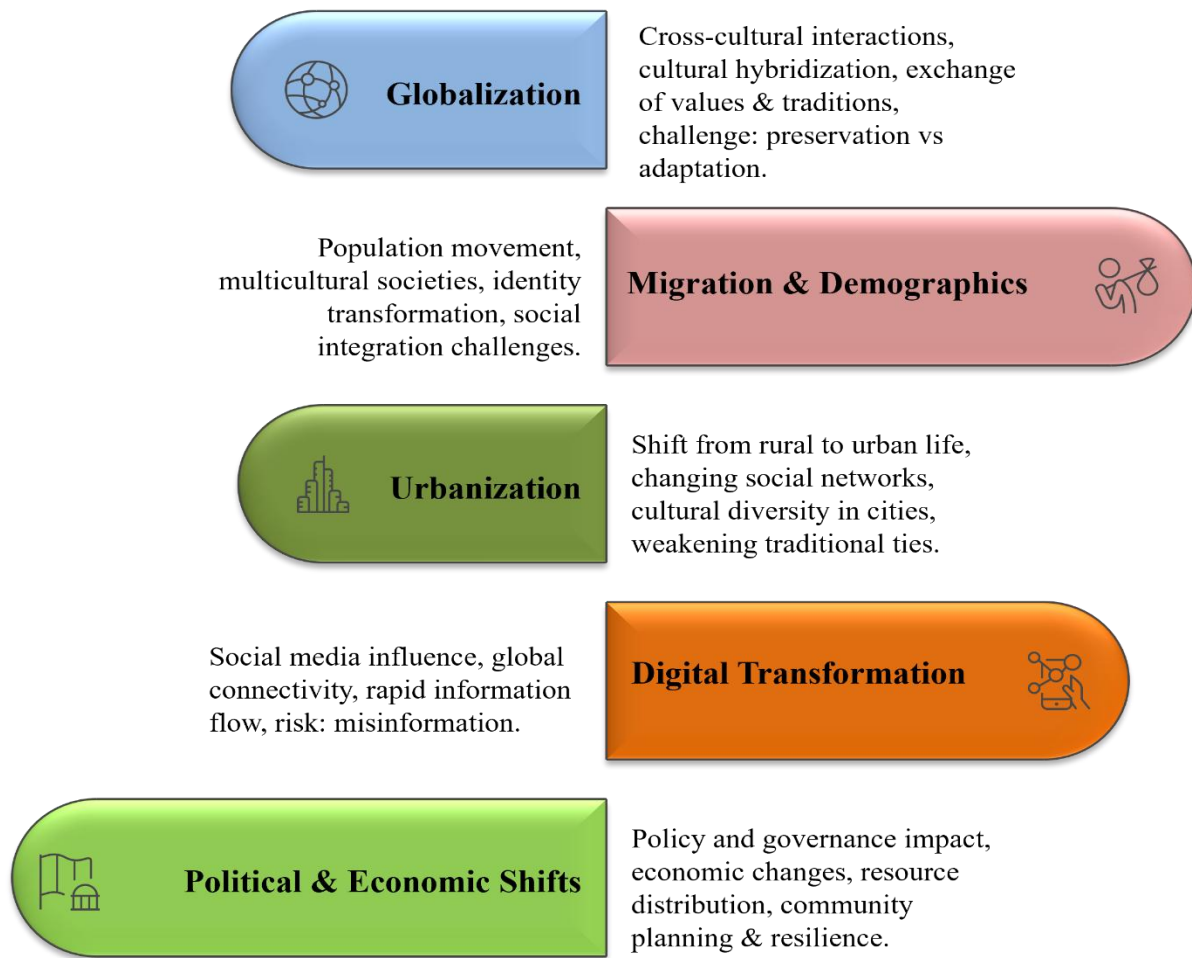 Globalization
Cross-cultural interactions,
cultural hybridization, exchange
of values & traditions,
challenge: preservation vs
adaptation.
Population movement,
multicultural societies, identity
transformation, social
integration challenges.
Migration & Demographics
Urbanization
Shift from rural to urban life,
changing social networks,
cultural diversity in cities,
weakening traditional ties.
Social media influence, global
connectivity, rapid information
flow, risk: misinformation.
Digital Transformation
Political & Economic Shifts
Policy and governance impact,
economic changes, resource
distribution, community
planning & resilience.